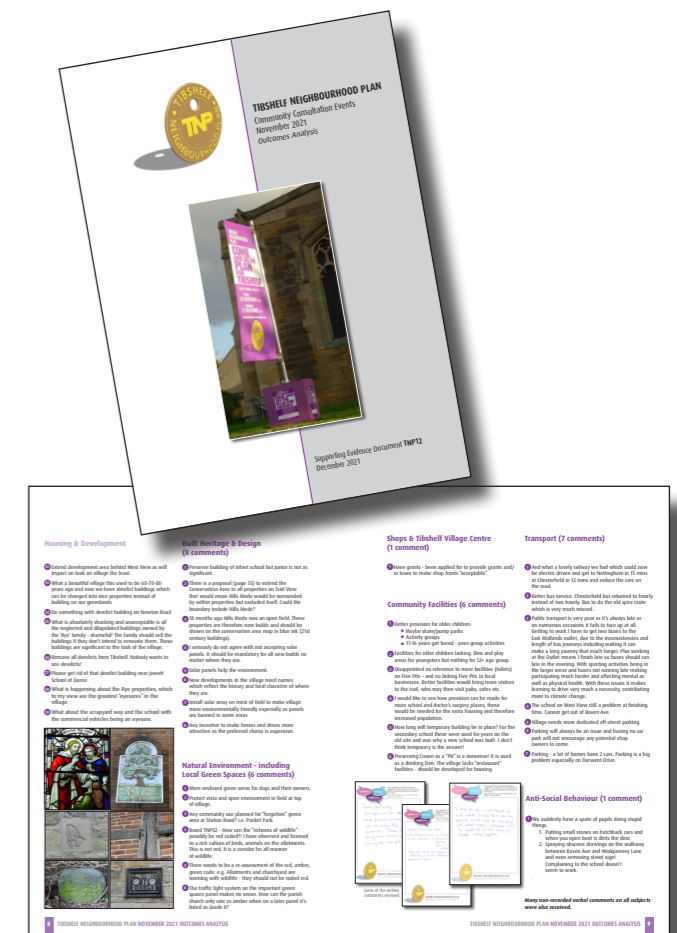 TIBSHELF NEIGHBOURHOOD PLAN
Community Consultation Events
November 2021
Outcomes Analysis
TIBSHELF
NEIGHBOURHOOD
TNP
COME
PLAN
TIBSHELF
Supporting Evidence Document TNP12
December 2021
Housing & Development
Extend development area behind West View as will
impact on look on village the least.
What a beautiful village this used to be 60-70-80
years ago and now we have derelict buildings which
can be changed into nice properties instead of
building on our greenlands
Do something with derelict building on Newton Road
What is absolutely shocking and unacceptable is all
the neglected and dilapidated buildings owned by
the 'Rye' family - shameful! The family should sell the
buildings if they don't intend to renovate them. These
buildings are significant to the look of the village.
Remove all derelicts from Tibshelf. Nobody wants to
see derelicts!
Please get rid of that derelict building near Jowett
School of Dance.
What is happening about the Rye properties, which
to my view are the greatest "eyesores" in the
village.
What about the scrapyard way and the school with
the commercial vehicles being an eyesore.
Built Heritage & Design
(8 comments)
1 Preserve building of infant school but junior is not as
significant.
2 There is a proposal (page 35) to extend the
Conservation Area to all properties on Trail View
that would mean Hills Meade would be surrounded
by within properties but excluded itself. Could the
boundary include Hills Mede?
3 18 months ago Hills Mede was an open field. These
properties are therefore new builds and should be
shown on the conservation area map in blue ink (21st
century buildings).
4 I seriously do not agree with not accepting solar
panels. It should be mandatory for all new builds no
matter where they are.
5 Solar panels help the environment.
6 New developments in the village need names
which reflect the history and local character of where
they are.
7 Install solar array on most of field to make village
more environmentally friendly especially as panels
are banned in some areas
8 Any incentive to make fences and drives more
attractive as the preferred choice is expensive.
Natural Environment - including
Local Green Spaces (6 comments)
1 More enclosed green areas for dogs and their owners.
2 Protect vista and open environment in field at top
of village.
3 Any community use planned for "forgotten" green
area at Station Road? i.e. Pocket Park.
4 Board TNP02 - How can the "richness of wildlife"
possibly be red coded?! I have observed and listened
to a rich culture of birds, animals on the allotments.
This is not red. It is a corridor for all manner
of wildlife.
5 There needs to be a re-assessment of the red, amber,
green code. e.g. Allotments and churchyard are
learning with wildlife - they should not be coded red.
6 The traffic light system on the important green
spaces panel makes no sense. How can the parish
church only rate as amber when on a later panel it's
listed as Grade II?
Shops & Tibshelf Village Centre
(1 comment)
1 Have grants - been applied for to provide grants and/
or loans to make shop fronts "acceptable".
Community Facilities (6 comments)
1 Better provision for older children.
• Maybe skate/pump parks
• Activity groups
• 11-16 years get bored - peer-group activities
2 Facilities for older children lacking. Gins and play
areas for youngsters but nothing for 12+ age group.
3 Disappointed no reference to more facilities (toilets)
on Five Pits - and no linking Five Pits to local
businesses. Better facilities would bring more visitors
to the trail, who may then visit pubs, cafes etc.
4 I would like to see how provision can be made for
more school and doctor's surgery places, these
would be needed for the extra housing and therefore
increased population.
5 How long will temporary building be in place? For the
secondary school these were used for years on the
old site and was why a new school was built. I don't
think temporary is the answer!
6 Preserving Crown as a "PH" is a nonsense! It is used
as a drinking Den. The village lacks "restaurant"
facilities - should be developed for housing.
Some of the written
comments received
Transport (7 comments)
1 And what a lovely railway we had which could now
be electric driven and get to Nottingham in 15 mins
at Chesterfield in 12 mins and reduce the cars on
the road.
2 Better bus service. Chesterfield bus returned to hourly
instead of two hourly. Bus to do the old spira route
which is very much missed.
3 Public transport is very poor as it's always late or
on numerous occasions it fails to turn up at all.
Getting to work I have to get two buses to the
East Midlands outlet, due to the inconsistencies and
length of bus journeys including waiting it can
make a long journey that much longer. Plus working
at the Outlet means I finish late so buses should run
late in the evening. With sporting activities being in
the larger areas and buses not running late making
participating much harder and affecting mental as
well as physical health. With these issues it makes
learning to drive very much a necessity, contributing
more to climate change.
4 The school on West View still a problem at finishing
time. Cannot get out of Raven Ave.
5 Village needs more dedicated off-street parking.
6 Parking will always be an issue and having no car
park will not encourage any potential shop
owners to come.
7 Parking - a lot of homes have 2 cars. Parking is a big
problem especially on Derwent Drive.
Anti-Social Behaviour (1 comment)
1 We suddenly have a spate of pupils doing stupid
things.
1. Putting small stones on hatchback cars and
when you open boot is dints the door.
2. Spraying obscene drawings on the walkway
between Raven Ave and Winkpenney Lane
and even removing street sign!
Complaining to the school doesn't
seem to work.
Many non-recorded verbal comments on all subjects
were also received.
8 TIBSHELF NEIGHBOURHOOD PLAN NOVEMBER 2021 OUTCOMES ANALYSIS
TIBSHELF NEIGHBOURHOOD PLAN NOVEMBER 2021 OUTCOMES ANALYSIS 9